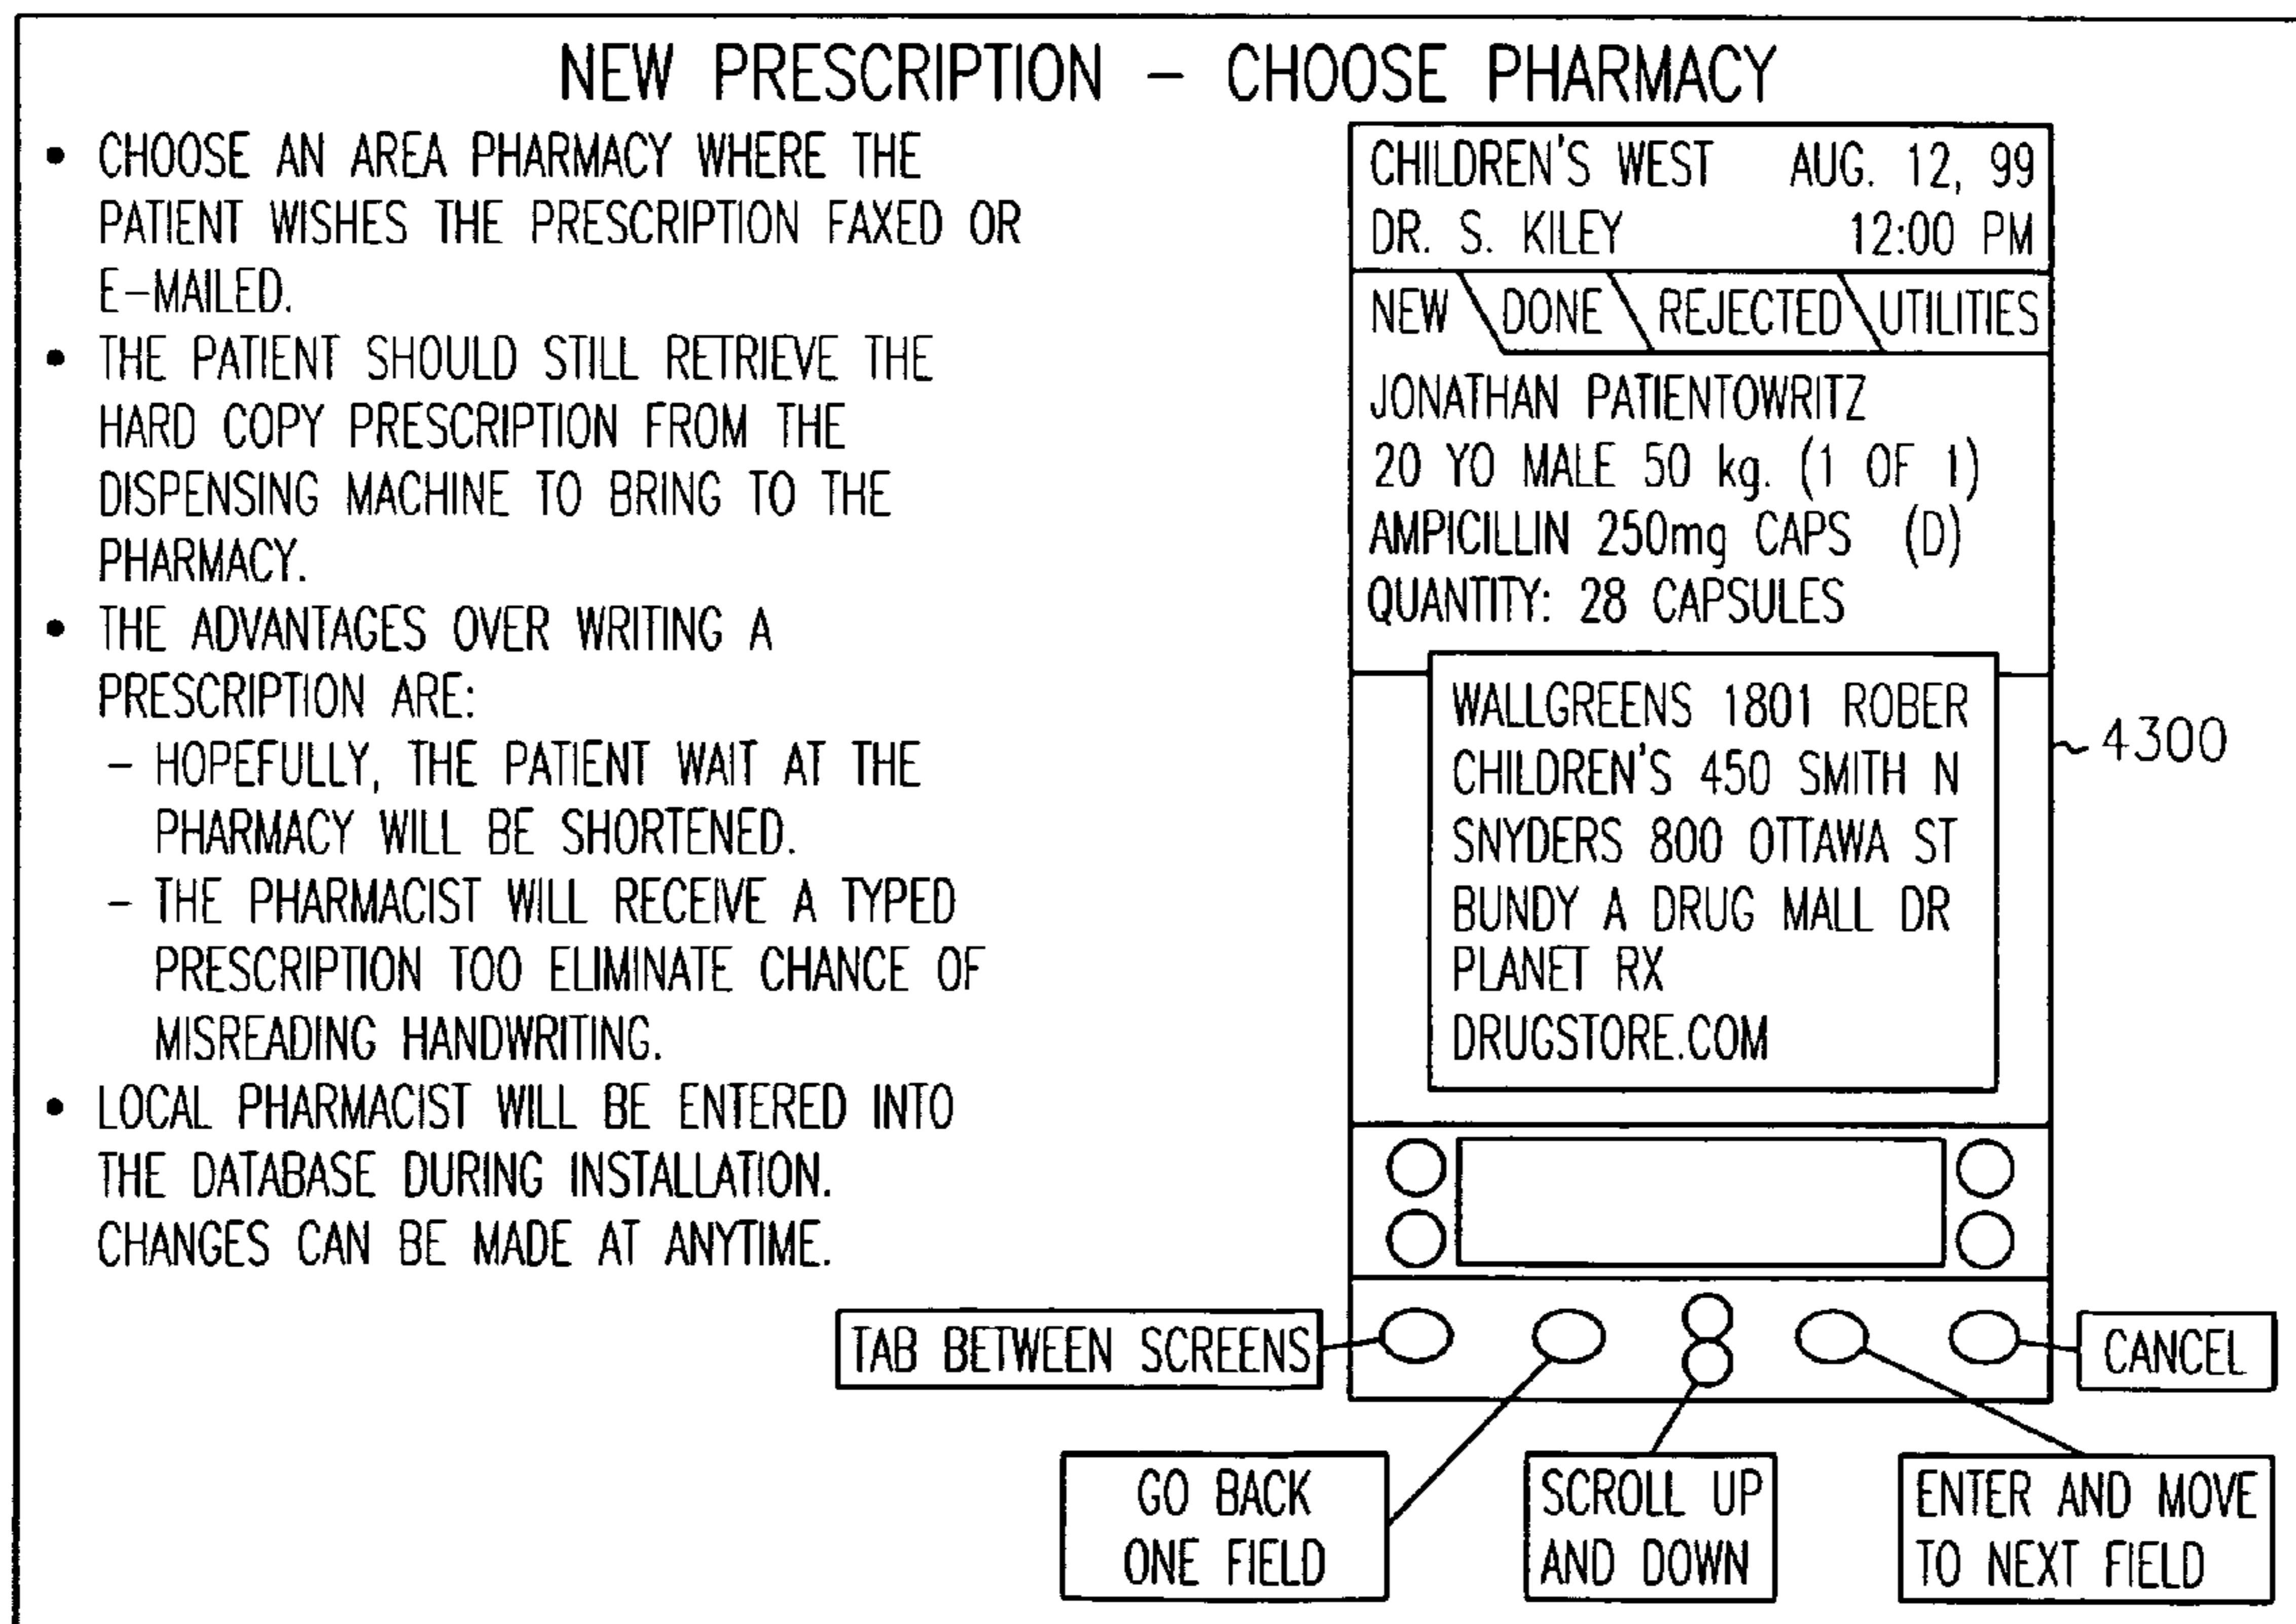 NEW PRESCRIPTION – CHOOSE PHARMACY
• CHOOSE AN AREA PHARMACY WHERE THE
PATIENT WISHES THE PRESCRIPTION FAXED OR
E–MAILED.
• THE PATIENT SHOULD STILL RETRIEVE THE
HARD COPY PRESCRIPTION FROM THE
DISPENSING MACHINE TO BRING TO THE
PHARMACY.
• THE ADVANTAGES OVER WRITING A
PRESCRIPTION ARE:
– HOPEFULLY, THE PATIENT WAIT AT THE
PHARMACY WILL BE SHORTENED.
– THE PHARMACIST WILL RECEIVE A TYPED
PRESCRIPTION TOO ELIMINATE CHANCE OF
MISREADING HANDWRITING.
• LOCAL PHARMACIST WILL BE ENTERED INTO
THE DATABASE DURING INSTALLATION.
CHANGES CAN BE MADE AT ANYTIME.
CHILDREN'S WEST AUG. 12, 99
DR. S. KILEY 12:00 PM
NEW DONE REJECTED UTILITIES
JONATHAN PATIENTOWRITZ
20 YO MALE 50 kg. (1 OF 1)
AMPICILLIN 250mg CAPS (D)
QUANTITY: 28 CAPSULES
WALLGREENS 1801 ROBER
CHILDREN'S 450 SMITH N
SNYDERS 800 OTTAWA ST
BUNDY A DRUG MALL DR
PLANET RX
DRUGSTORE.COM
4300
TAB BETWEEN SCREENS
CANCEL
GO BACK
ONE FIELD
SCROLL UP
AND DOWN
ENTER AND MOVE
TO NEXT FIELD